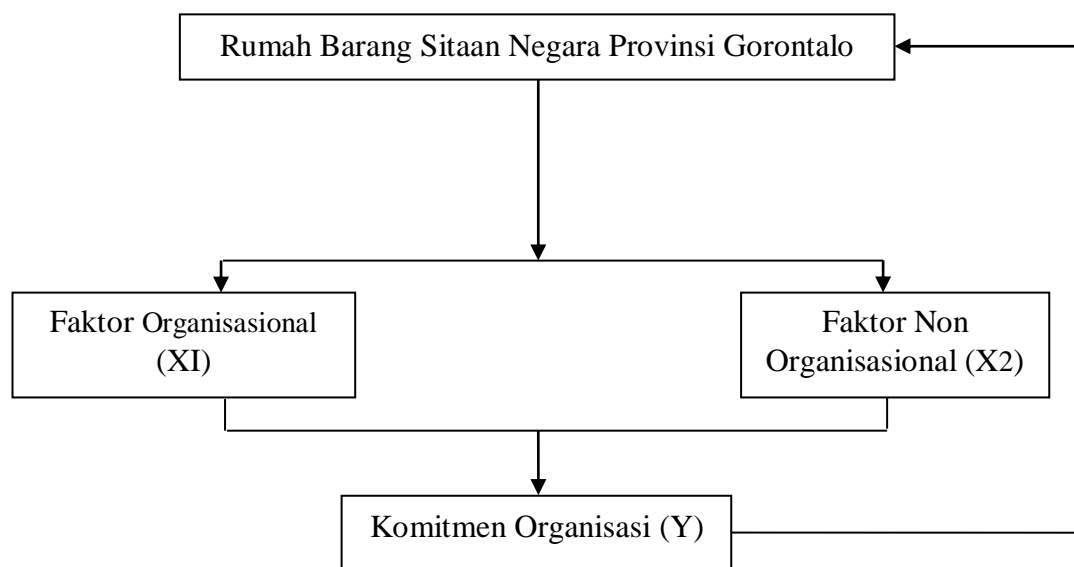 Rumah Barang Sitaan Negara Provinsi Gorontalo
Faktor Organisasional
(XI)
Faktor Non
Organisasional (X2)
Komitmen Organisasi (Y)